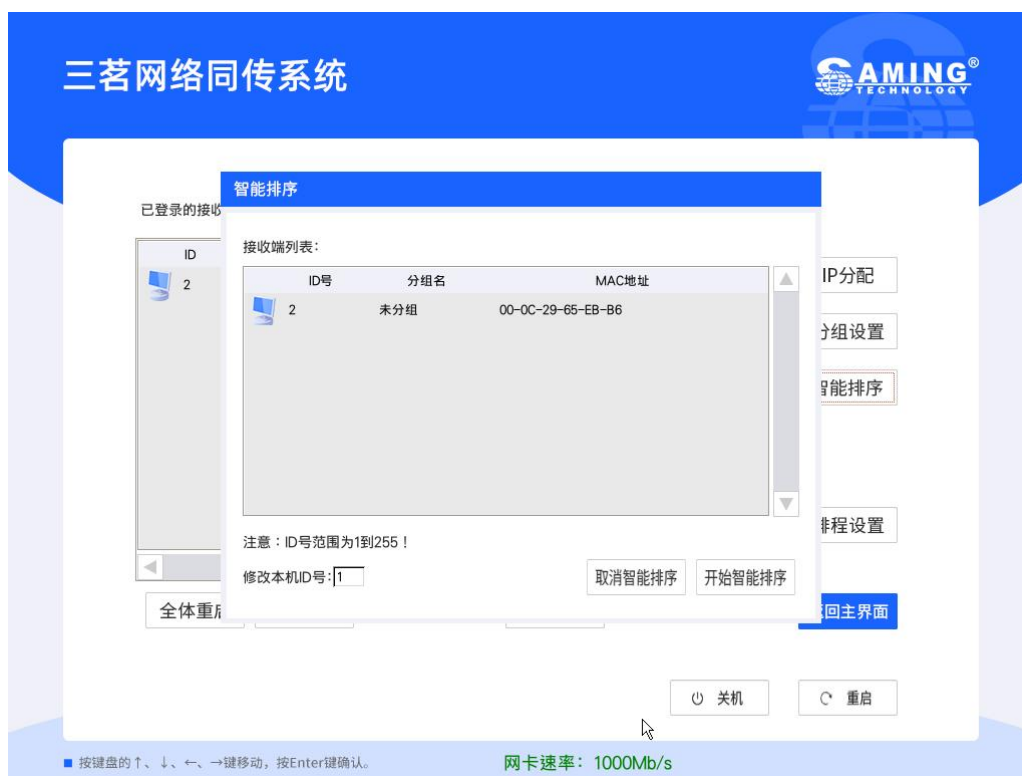 三茗网络同传系统
SAMING®
TECHNOLOGY
智能排序
已登录的接收
接收端列表：
ID
ID号 分组名 MAC地址
IP分配
2
2 未分组 00-0C-29-65-EB-B6
分组设置
智能排序
排程设置
注意：ID号范围为1到255！
修改本机ID号: 1
取消智能排序 开始智能排序
全体重启
返回主界面
关机 重启
按键盘的↑、↓、←、→键移动，按Enter键确认。
网卡速率：1000Mb/s